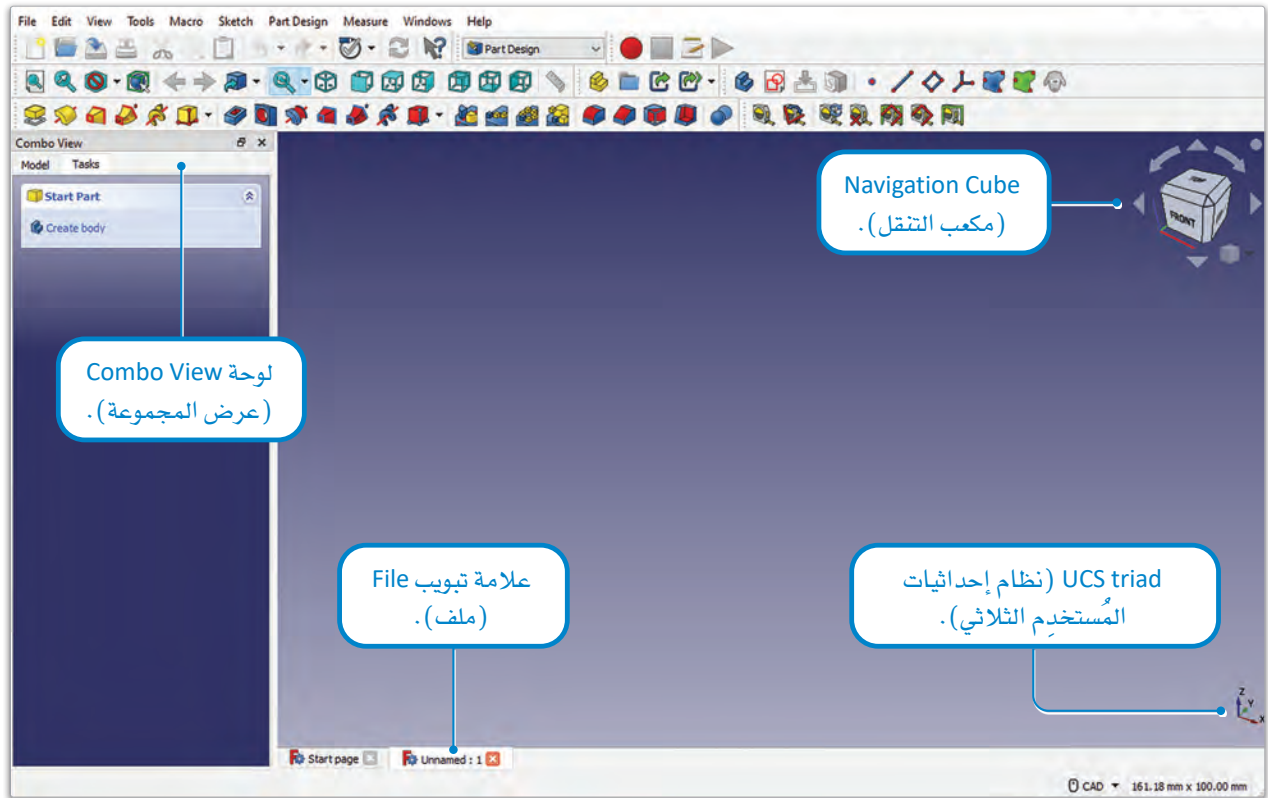 File Edit View Tools Macro Sketch Part Design Measure Windows Help
Part Design
Combo View
Model Tasks
Start Part
Create body
Navigation Cube
(مكعب التنقل).
FRONT
لوحة Combo View
(عرض المجموعة).
علامة تبويب File
(ملف).
UCS triad (نظام إحداثيات
المُستخدِم الثلاثي).
Z
Y
X
Start page Unnamed : 1
CAD 161.18 mm x 100.00 mm